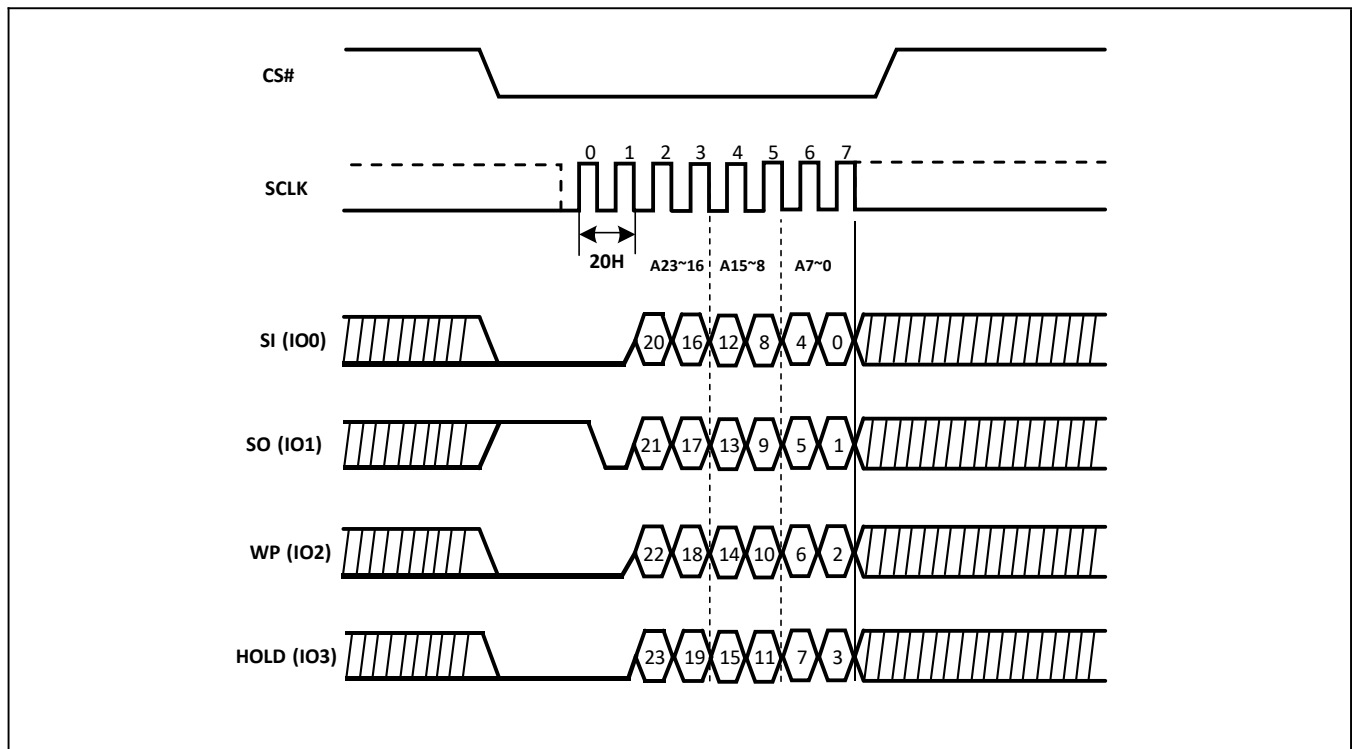 CS#
0 1 2 3 4 5 6 7
SCLK
20H A23~16 A15~8 A7~0
SI (IO0) 20 16 12 8 4 0
SO (IO1) 21 17 13 9 5 1
WP (IO2) 22 18 14 10 6 2
HOLD (IO3) 23 19 15 11 7 3